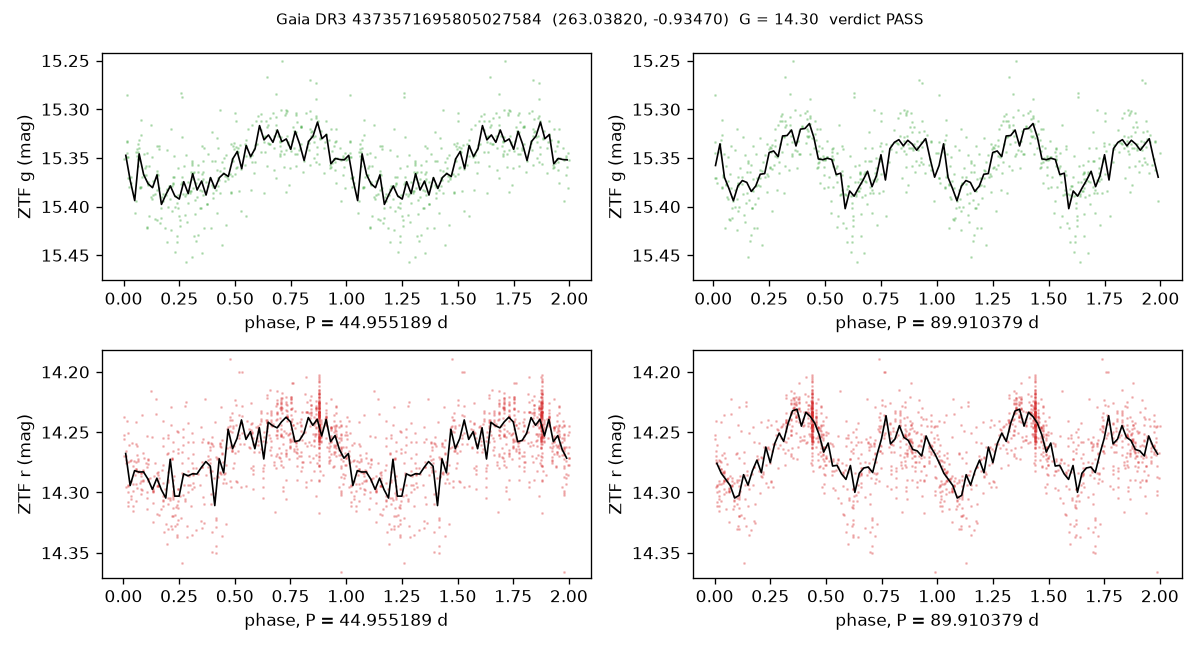 Gaia DR3 4373571695805027584  (263.03820, -0.93470)  G = 14.30  verdict PASS
ZTF g (mag)
15.25
15.30
15.35
15.40
15.45
0.00 0.25 0.50 0.75 1.00 1.25 1.50 1.75 2.00
phase, P = 44.955189 d
ZTF g (mag)
15.25
15.30
15.35
15.40
15.45
0.00 0.25 0.50 0.75 1.00 1.25 1.50 1.75 2.00
phase, P = 89.910379 d
ZTF r (mag)
14.20
14.25
14.30
14.35
0.00 0.25 0.50 0.75 1.00 1.25 1.50 1.75 2.00
phase, P = 44.955189 d
ZTF r (mag)
14.20
14.25
14.30
14.35
0.00 0.25 0.50 0.75 1.00 1.25 1.50 1.75 2.00
phase, P = 89.910379 d